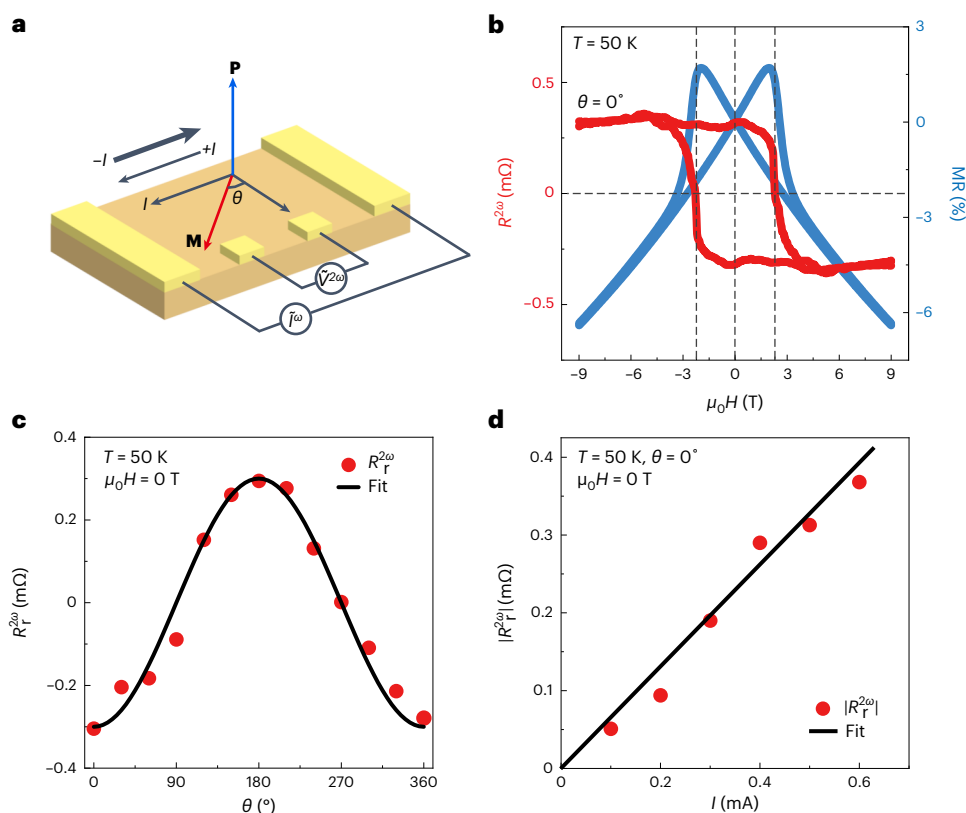 a
P
–I
+I
I
θ
M
Ṽ²ω
Ĩω
b
T = 50 K
θ = 0°
R²ω (mΩ)
0.5
0
–0.5
MR (%)
3
0
–3
–6
–9 –6 –3 0 3 6 9
μ₀H (T)
c
T = 50 K
μ₀H = 0 T
R²ωr
Fit
R²ωr (mΩ)
0.4
0.2
0
–0.2
–0.4
0 90 180 270 360
θ (°)
d
T = 50 K, θ = 0°
μ₀H = 0 T
|R²ωr| (mΩ)
0.4
0.3
0.2
0.1
0
|R²ωr|
Fit
0 0.2 0.4 0.6
I (mA)